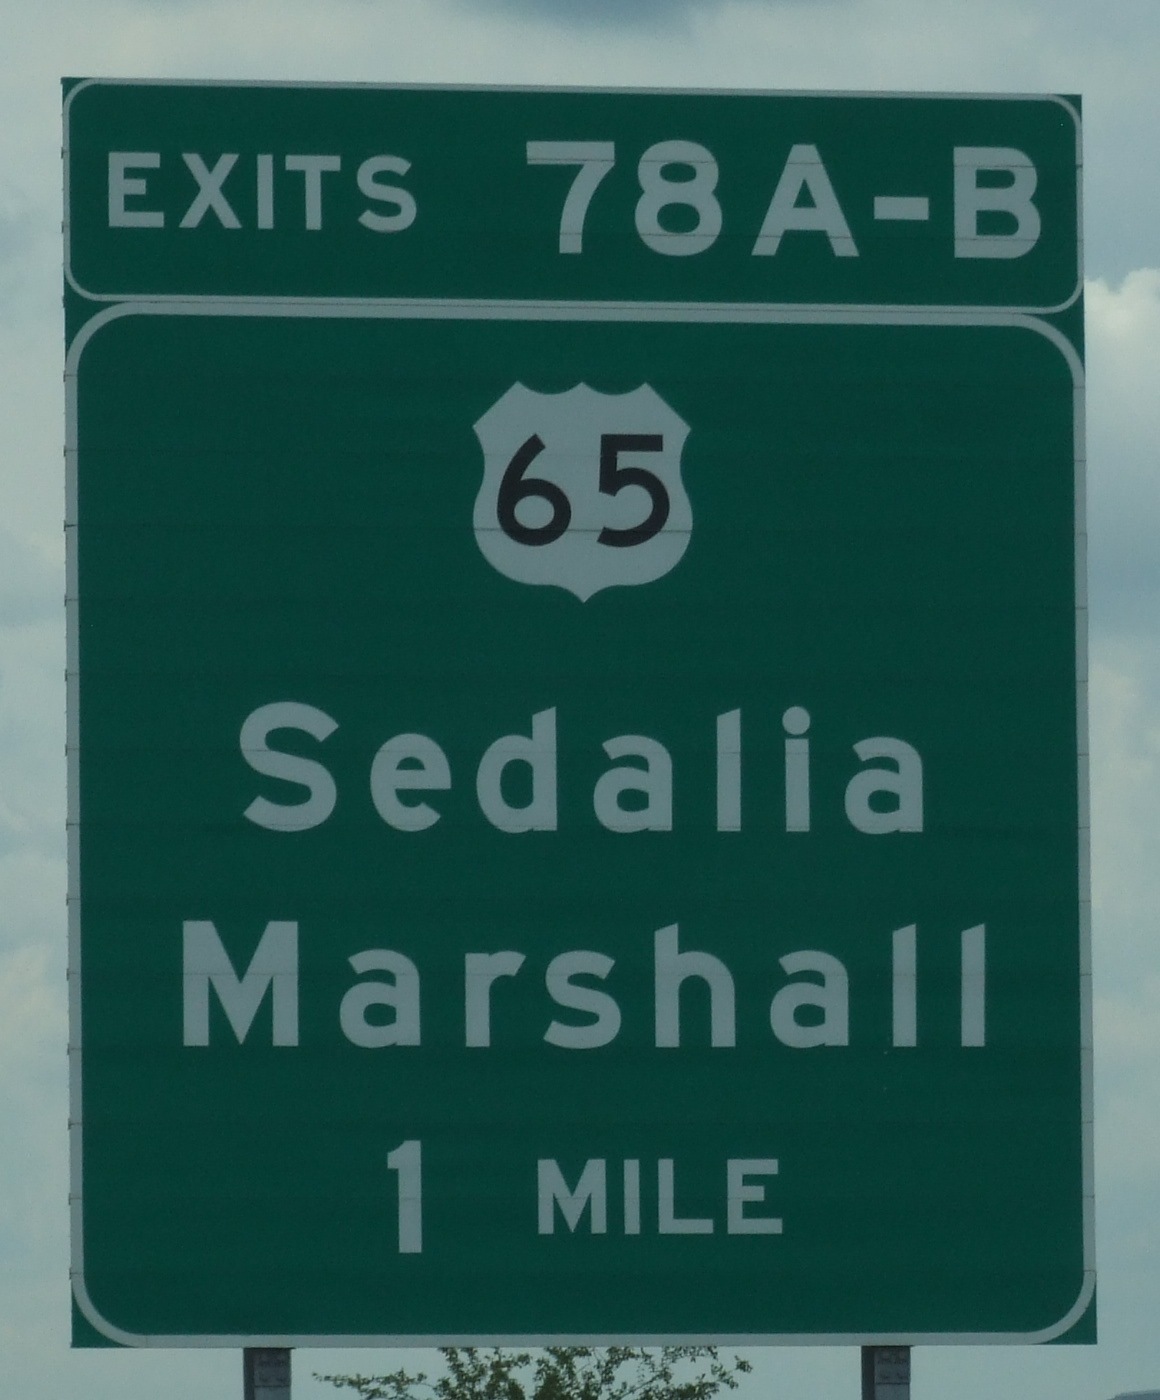 EXITS 78A-B
65
Sedalia
Marshall
1 MILE